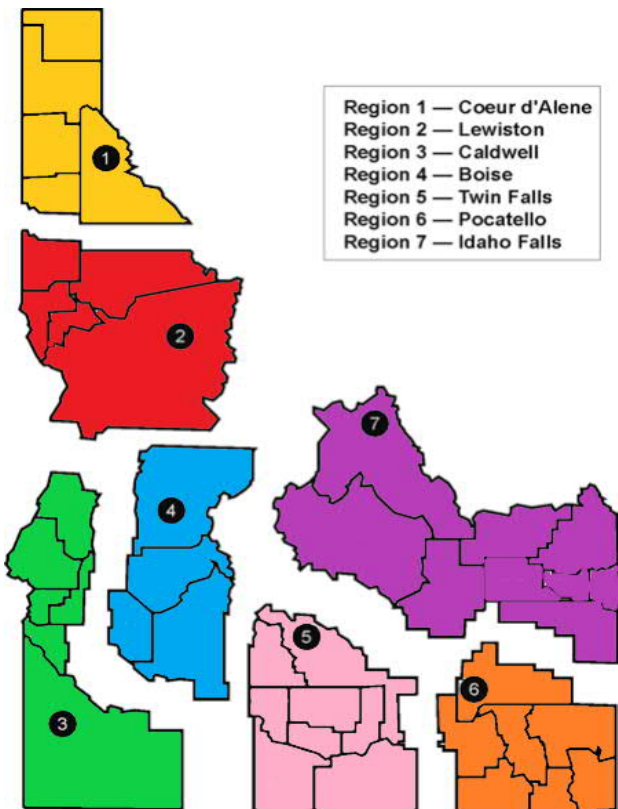 Region 1 — Coeur d'Alene
Region 2 — Lewiston
Region 3 — Caldwell
Region 4 — Boise
Region 5 — Twin Falls
Region 6 — Pocatello
Region 7 — Idaho Falls
1
2
7
4
5
6
3